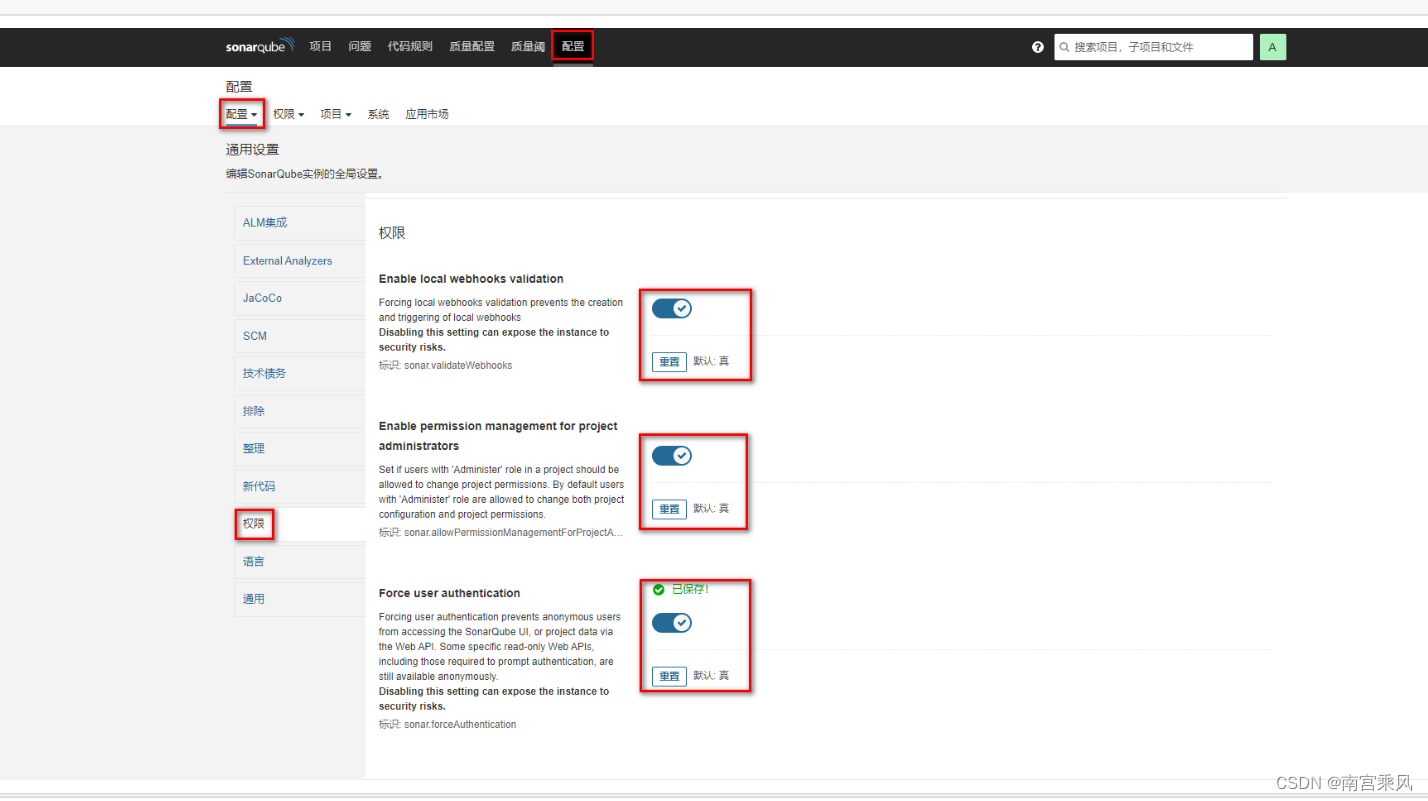 sonarqube 项目 问题 代码规则 质量配置 质量阈 配置 搜索项目，子项目和文件 A
配置
配置 权限 项目 系统 应用市场
通用设置
编辑SonarQube实例的全局设置。
ALM集成
External Analyzers
JaCoCo
SCM
技术债务
排除
整理
新代码
权限
语言
通用
权限
Enable local webhooks validation
Forcing local webhooks validation prevents the creation
and triggering of local webhooks
Disabling this setting can expose the instance to
security risks.
标识: sonar.validateWebhooks
重置 默认: 真
Enable permission management for project
administrators
Set if users with 'Administer' role in a project should be
allowed to change project permissions. By default users
with 'Administer' role are allowed to change both project
configuration and project permissions.
标识: sonar.allowPermissionManagementForProjectA...
重置 默认: 真
Force user authentication
Forcing user authentication prevents anonymous users
from accessing the SonarQube UI, or project data via
the Web API. Some specific read-only Web APIs,
including those required to prompt authentication, are
still available anonymously.
Disabling this setting can expose the instance to
security risks.
标识: sonar.forceAuthentication
已保存!
重置 默认: 真
CSDN @南宫乘风